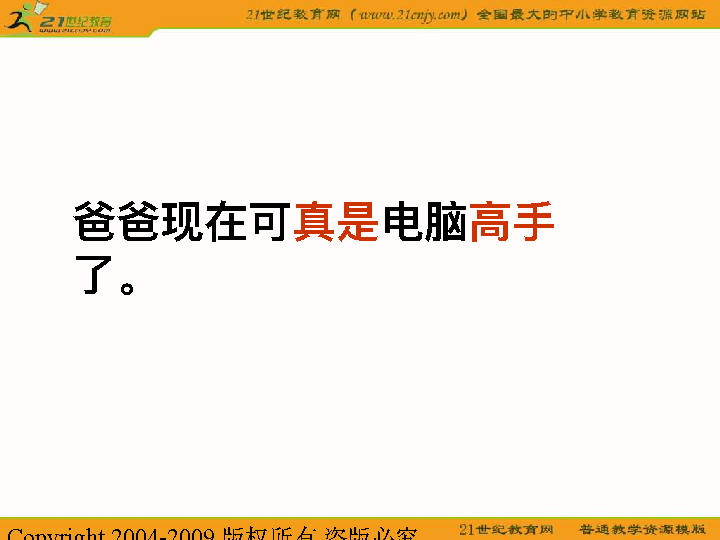 21世纪教育
www.21cnjy.com
21世纪教育网（www.21cnjy.com）全国最大的中小学教育资源网站
爸爸现在可真是电脑高手
了。
Copyright 2004-2009 版权所有 盗版必究
21世纪教育网 普通教学资源模版